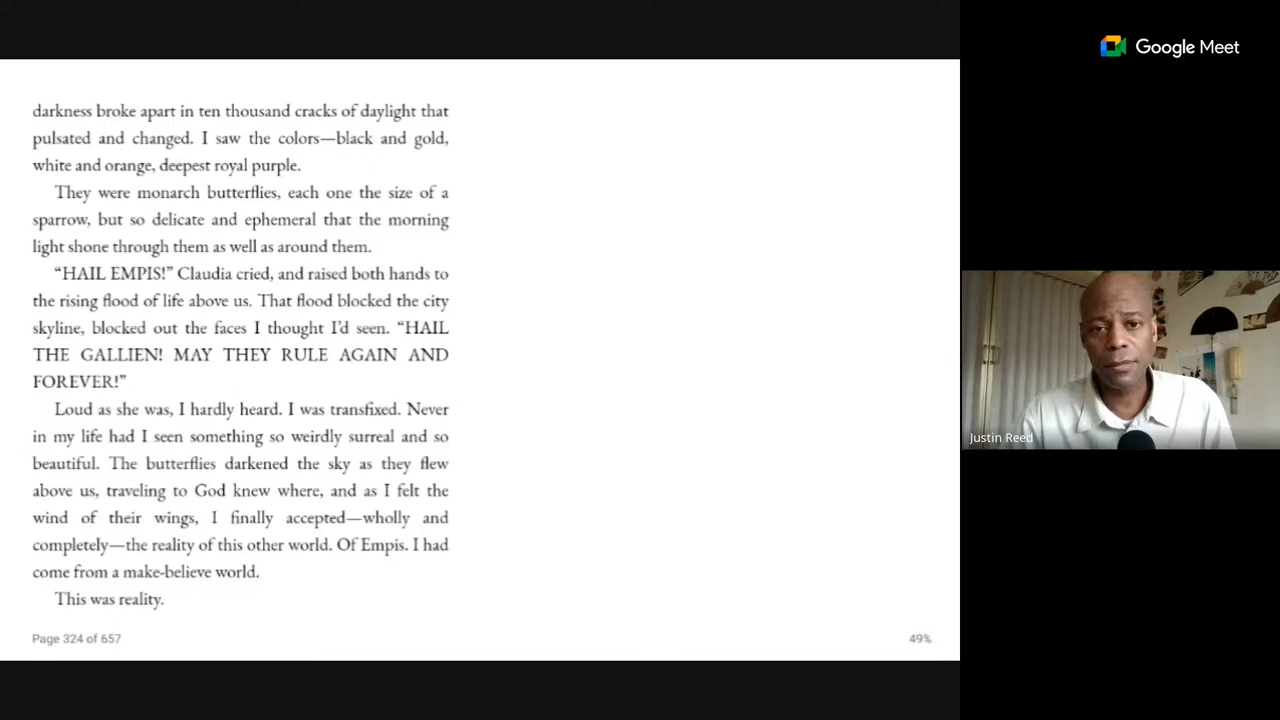 darkness broke apart in ten thousand cracks of daylight that
pulsated and changed. I saw the colors—black and gold,
white and orange, deepest royal purple.
They were monarch butterflies, each one the size of a
sparrow, but so delicate and ephemeral that the morning
light shone through them as well as around them.
“HAIL EMPIS!” Claudia cried, and raised both hands to
the rising flood of life above us. That flood blocked the city
skyline, blocked out the faces I thought I’d seen. “HAIL
THE GALLIEN! MAY THEY RULE AGAIN AND
FOREVER!”
Loud as she was, I hardly heard. I was transfixed. Never
in my life had I seen something so weirdly surreal and so
beautiful. The butterflies darkened the sky as they flew
above us, traveling to God knew where, and as I felt the
wind of their wings, I finally accepted—wholly and
completely—the reality of this other world. Of Empis. I had
come from a make-believe world.
This was reality.
Page 324 of 657
49%
Google Meet
Justin Reed